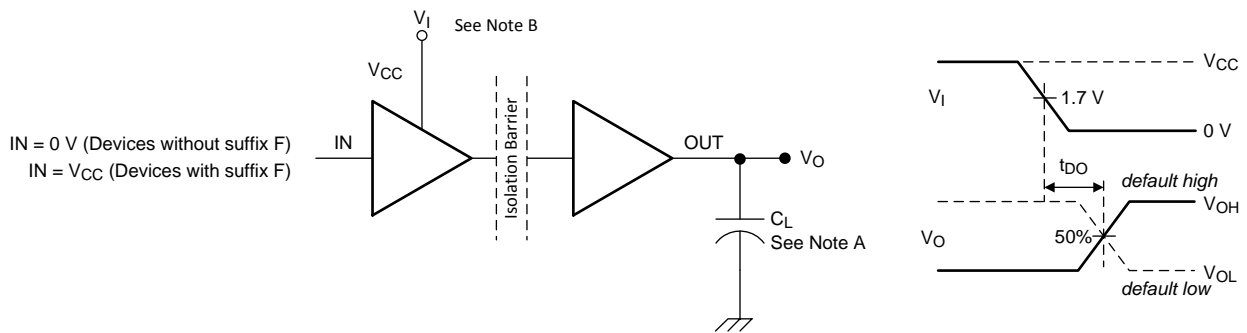 V_I See Note B
V_CC
IN = 0 V (Devices without suffix F)
IN = V_CC (Devices with suffix F)
IN
Isolation Barrier
OUT
V_O
C_L
See Note A
V_I
V_CC
1.7 V
0 V
t_DO
default high
V_OH
V_O
50%
V_OL
default low